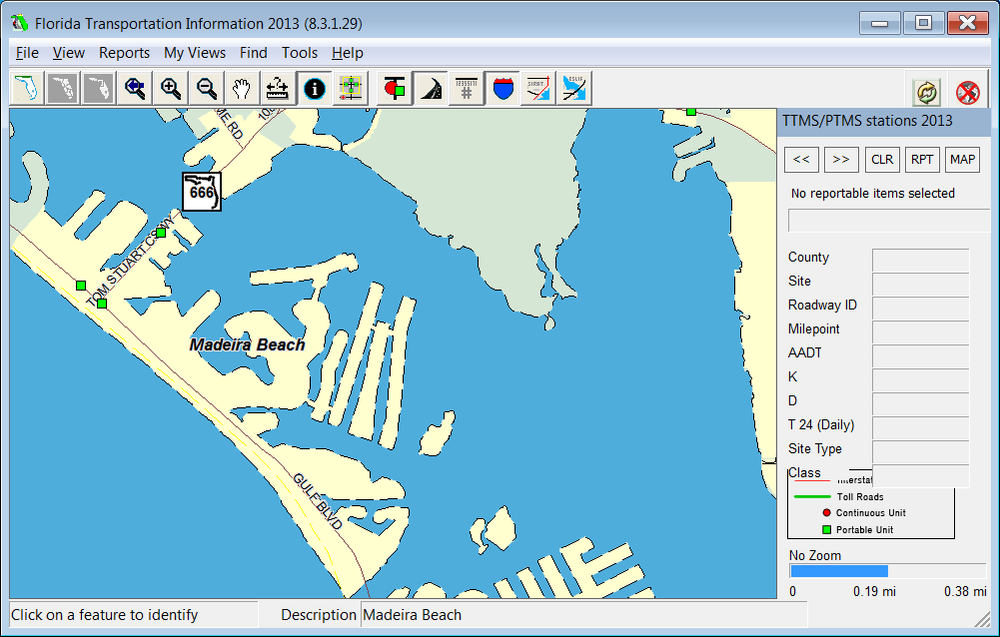 Florida Transportation Information 2013 (8.3.1.29)
File View Reports My Views Find Tools Help
TTMS/PTMS stations 2013
<< >> CLR RPT MAP
No reportable items selected
County
Site
Roadway ID
Milepoint
AADT
K
D
T 24 (Daily)
Site Type
Class
Toll Roads
Continuous Unit
Portable Unit
No Zoom
0 0.19 mi 0.38 mi
ME RD
666
TOM STUART CSWY
Madeira Beach
GULF BLVD
Click on a feature to identify
Description Madeira Beach